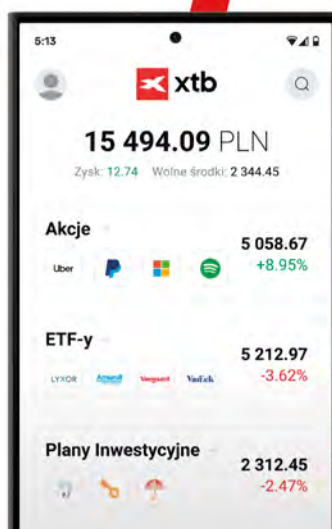 5:13
xtb
15 494.09 PLN
Zysk: 12.74 Wolne środki: 2 344.45
Akcje
5 058.67
Uber
+8.95%
ETF-y
5 212.97
LYXOR Amundi Vanguard VanEck
-3.62%
Plany Inwestycyjne
2 312.45
-2.47%